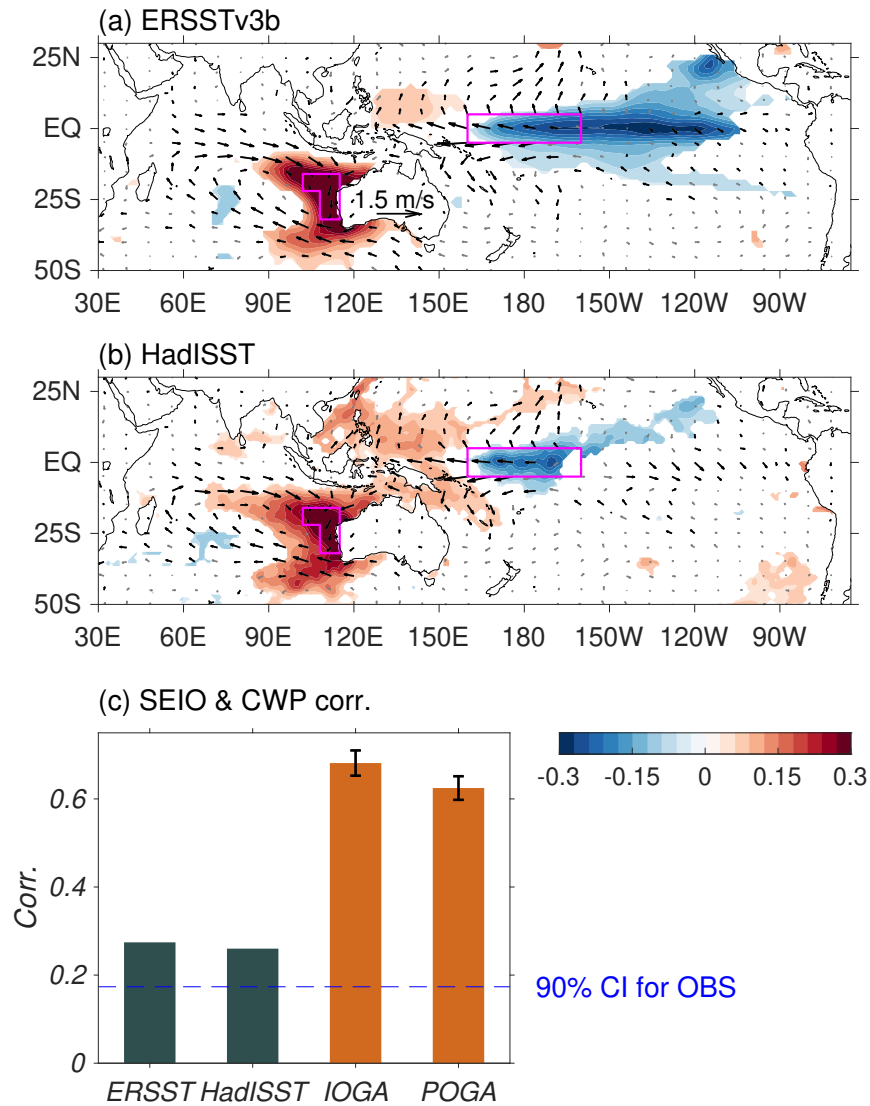 (a) ERSSTv3b
25N
EQ
25S
50S
1.5 m/s
30E 60E 90E 120E 150E 180 150W 120W 90W
(b) HadISST
25N
EQ
25S
50S
30E 60E 90E 120E 150E 180 150W 120W 90W
(c) SEIO & CWP corr.
-0.3 -0.15 0 0.15 0.3
Corr.
0.6
0.4
0.2
0
90% CI for OBS
ERSST HadISST IOGA POGA